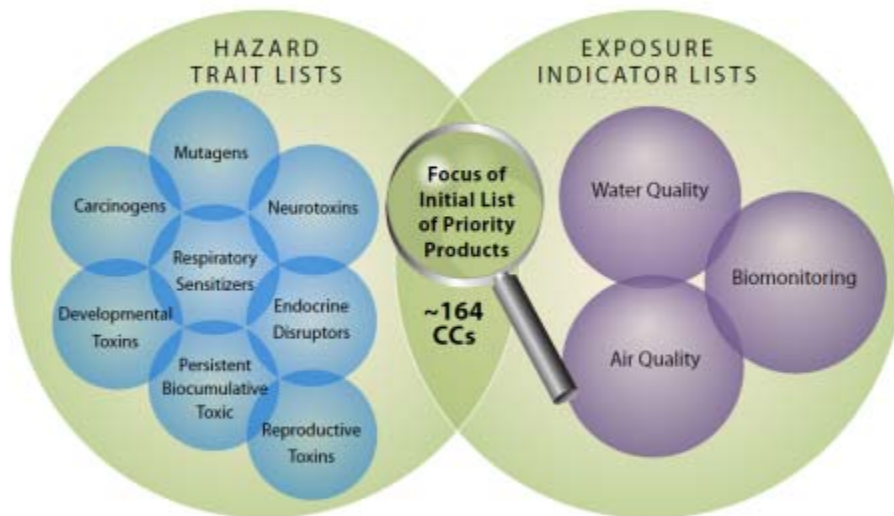 HAZARD
TRAIT LISTS
Mutagens
Carcinogens
Neurotoxins
Respiratory
Sensitizers
Developmental
Toxins
Endocrine
Disruptors
Persistent
Biocumulative
Toxic
Reproductive
Toxins
Focus of
Initial List
of Priority
Products
~164
CCs
EXPOSURE
INDICATOR LISTS
Water Quality
Biomonitoring
Air Quality